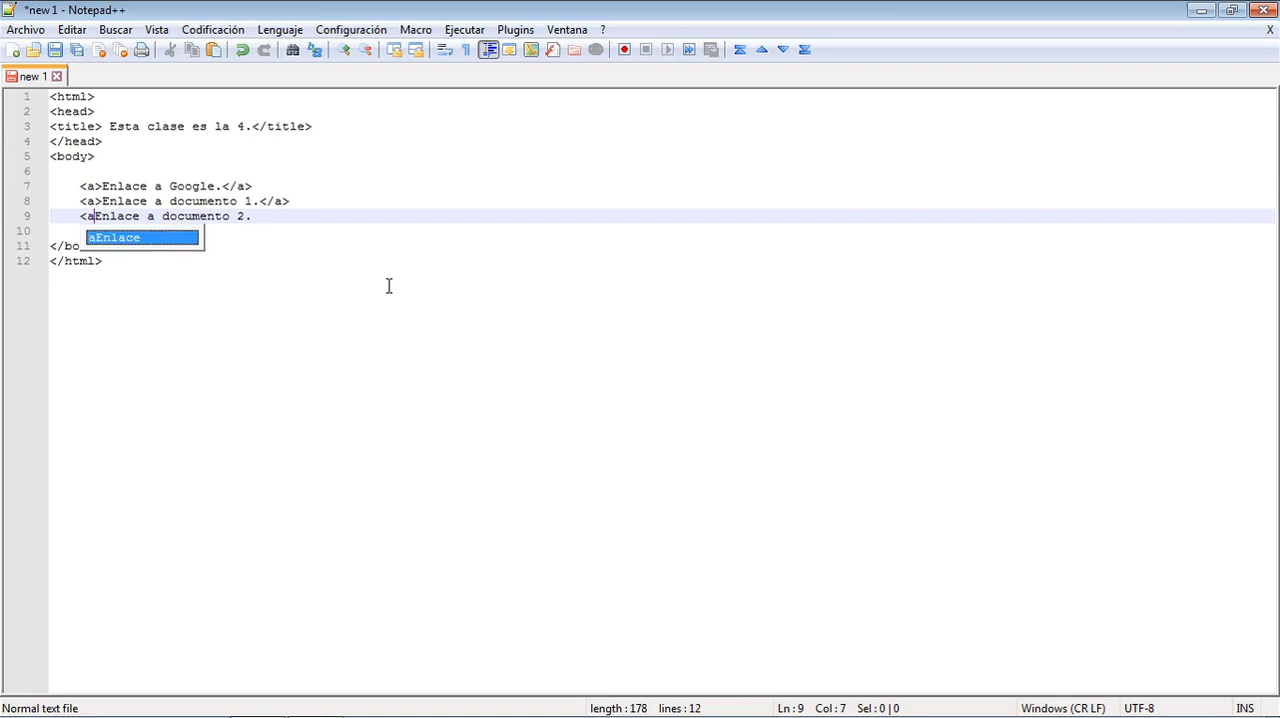 *new 1 - Notepad++
Archivo Editar Buscar Vista Codificación Lenguaje Configuración Macro Ejecutar Plugins Ventana ? X
new 1
1 <html>
2 <head>
3 <title> Esta clase es la 4.</title>
4 </head>
5 <body>
6
7 <a>Enlace a Google.</a>
8 <a>Enlace a documento 1.</a>
9 <aEnlace a documento 2.
10 aEnlace
11 </bo
12 </html>
Normal text file length : 178 lines : 12 Ln : 9 Col : 7 Sel : 0 | 0 Windows (CR LF) UTF-8 INS